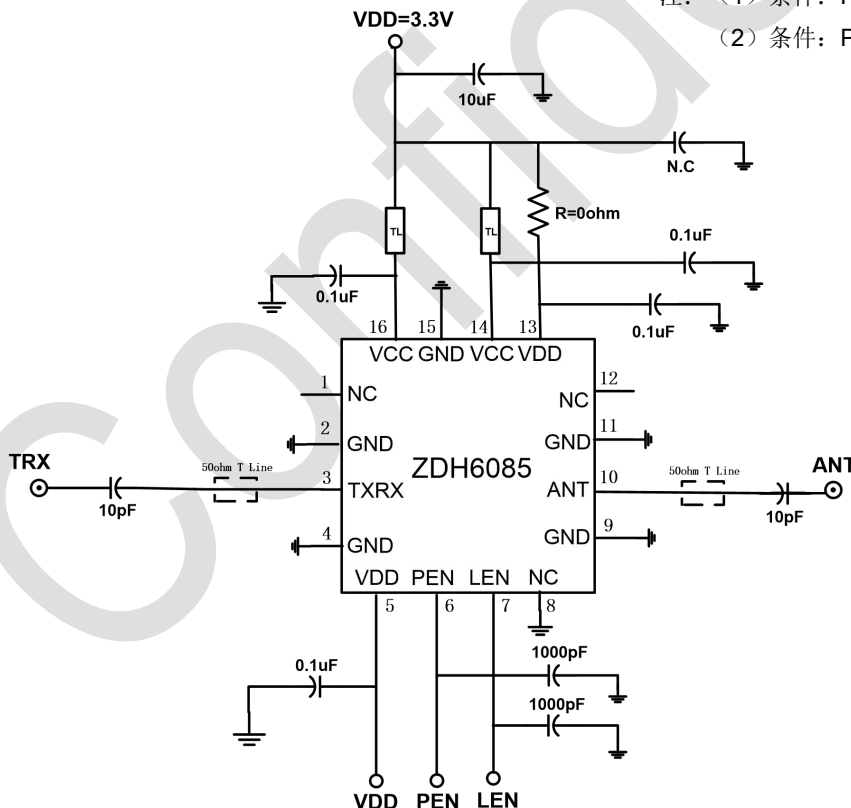 注：（1）条件：
（2）条件：P
VDD=3.3V
10uF
N.C
TL
TL
R=0ohm
0.1uF
0.1uF
0.1uF
16 15 14 13
VCC GND VCC VDD
1 NC
12 NC
2 GND
11 GND
TRX
10pF
50ohm T Line
3 TXRX
ZDH6085
ANT 10
50ohm T Line
10pF
ANT
4 GND
GND 9
VDD PEN LEN NC
5 6 7 8
0.1uF
1000pF
1000pF
VDD PEN LEN
Confide